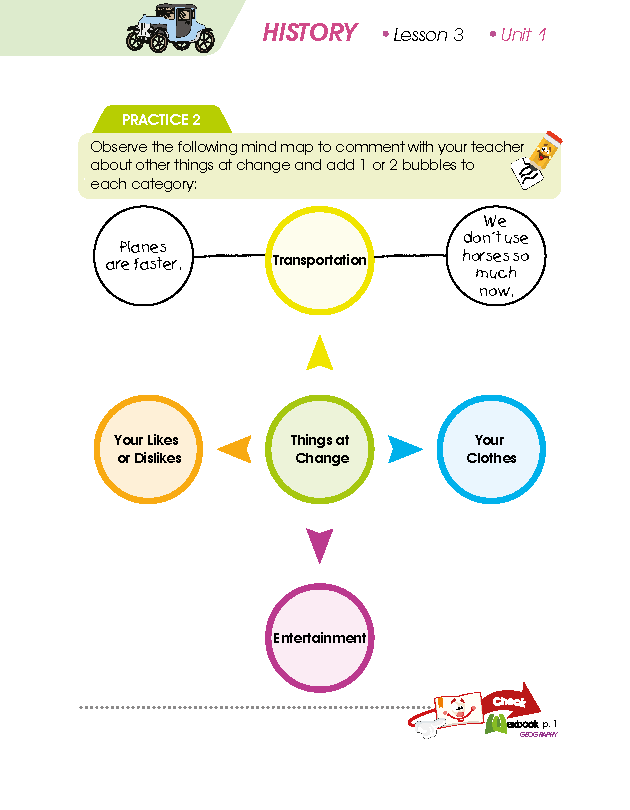 HISTORY • Lesson 3 • Unit 1
PRACTICE 2
Observe the following mind map to comment with your teacher
about other things at change and add 1 or 2 bubbles to
each category:
Planes
are faster.
Transportation
We
don't use
horses so
much
now.
Your Likes
or Dislikes
Things at
Change
Your
Clothes
Entertainment
Check
Mexbook p. 1
GEOGRAPHY